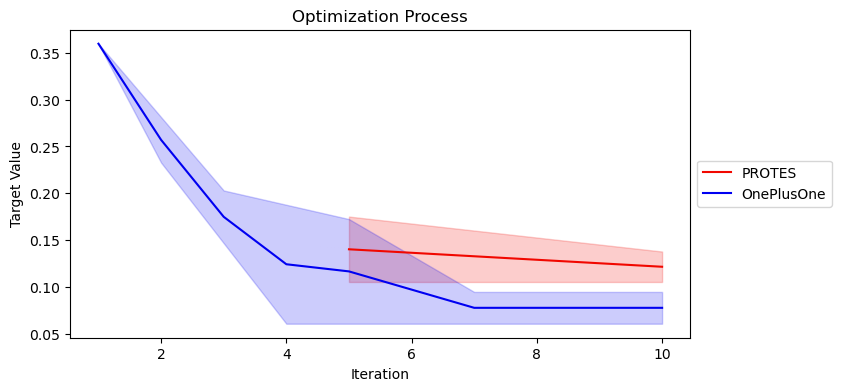 Optimization Process
Target Value
0.35
0.30
0.25
0.20
0.15
0.10
0.05
2
4
6
8
10
Iteration
PROTES
OnePlusOne